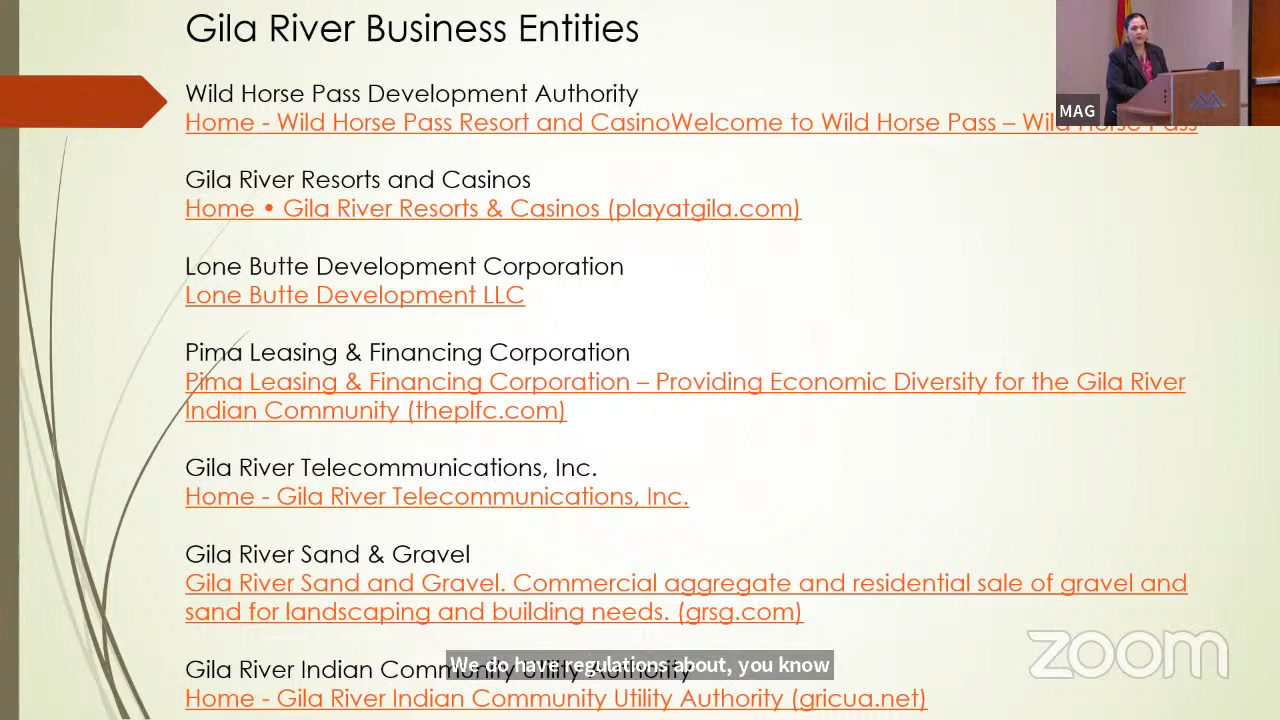 Gila River Business Entities
MAG
Wild Horse Pass Development Authority
Home - Wild Horse Pass Resort and CasinoWelcome to Wild Horse Pass – Wild Horse Pass
Gila River Resorts and Casinos
Home • Gila River Resorts & Casinos (playatgila.com)
Lone Butte Development Corporation
Lone Butte Development LLC
Pima Leasing & Financing Corporation
Pima Leasing & Financing Corporation – Providing Economic Diversity for the Gila River
Indian Community (theplfc.com)
Gila River Telecommunications, Inc.
Home - Gila River Telecommunications, Inc.
Gila River Sand & Gravel
Gila River Sand and Gravel. Commercial aggregate and residential sale of gravel and
sand for landscaping and building needs. (grsg.com)
zoom
Gila River Indian Community Utility Authority
We do have regulations about, you know
Home - Gila River Indian Community Utility Authority (gricua.net)